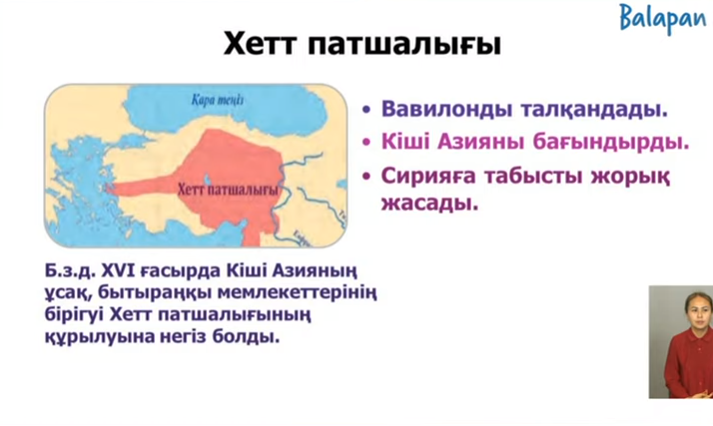 Balapan
Хетт патшалығы
Қара теңіз
Хетт патшалығы
• Вавилонды талқандады.
• Кіші Азияны бағындырды.
• Сирияға табысты жорық
жасады.
Б.з.д. XVI ғасырда Кіші Азияның
ұсақ, бытыраңқы мемлекеттерінің
бірігуі Хетт патшалығының
құрылуына негіз болды.